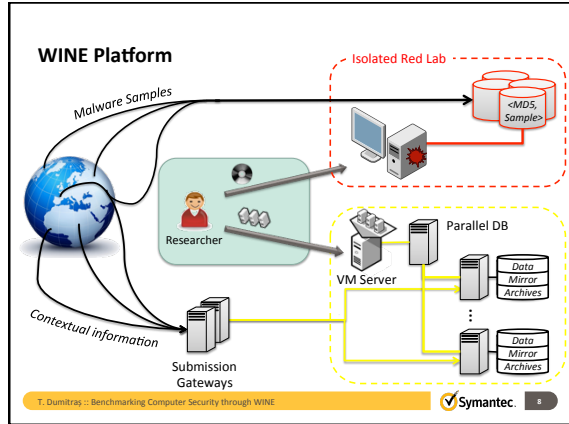 WINE Platform
Isolated Red Lab
Malware Samples
<MD5,
Sample>
Researcher
Parallel DB
VM Server
Data
Mirror
Archives
...
Data
Mirror
Archives
Contextual information
Submission
Gateways
T. Dumitraș :: Benchmarking Computer Security through WINE
Symantec.
8